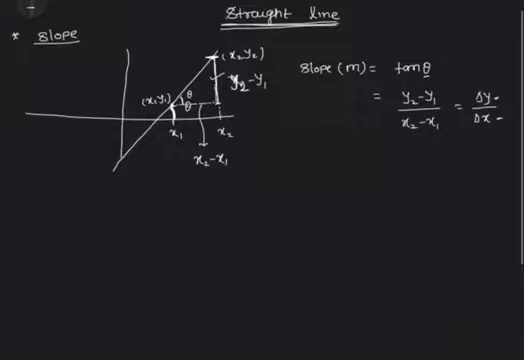 Straight line
* Slope
(x₂ y₂)
y₂-y₁
(x₁ y₁)
θ
θ
x₁
x₂
x₂-x₁
Slope (m) = tanθ
= y₂-y₁ / x₂-x₁ = Δy / Δx